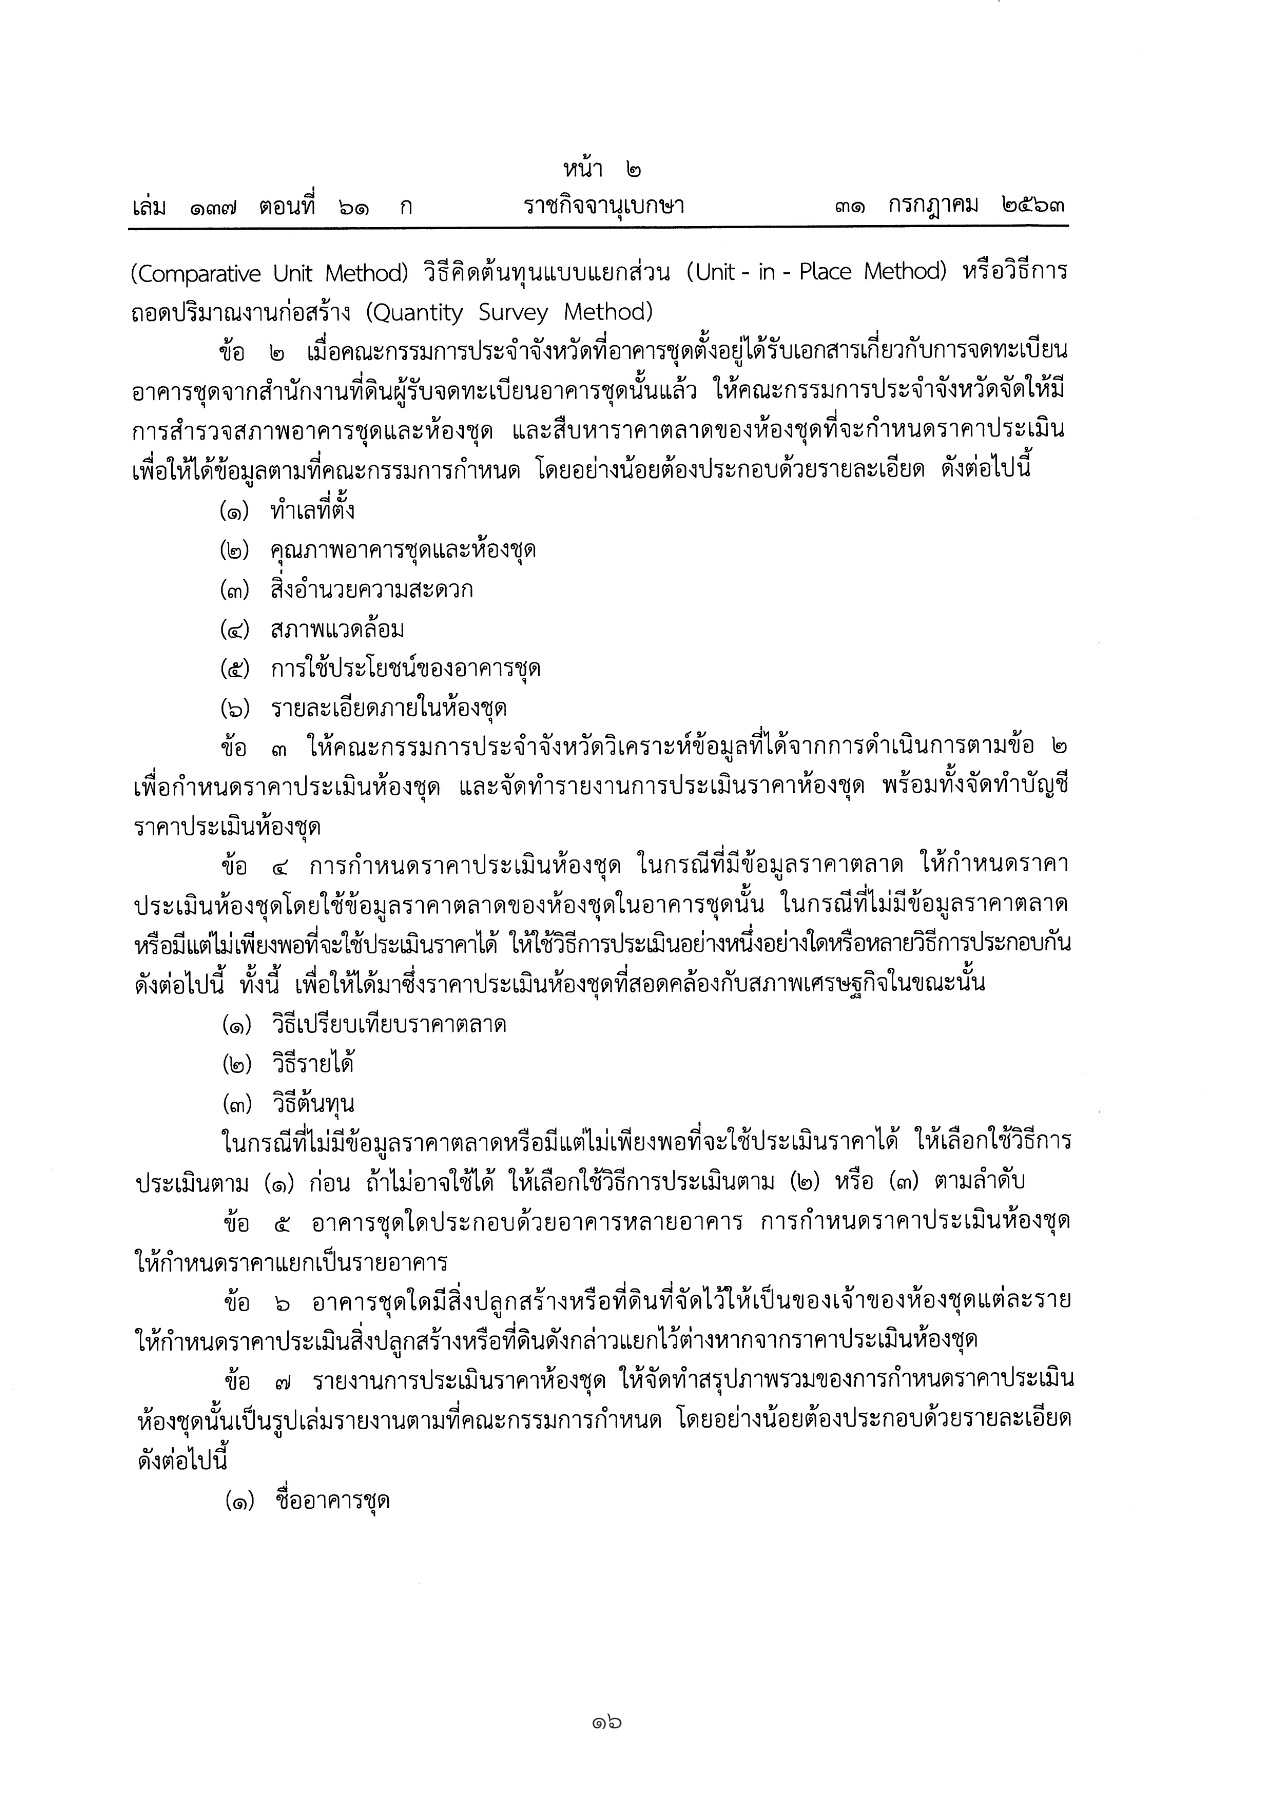 หน้า ๒
เล่ม ๑๓๗ ตอนที่ ๖๑ ก ราชกิจจานุเบกษา ๓๑ กรกฎาคม ๒๕๖๓
(Comparative Unit Method) วิธีคิดต้นทุนแบบแยกส่วน (Unit - in - Place Method) หรือวิธีการ
ถอดปริมาณงานก่อสร้าง (Quantity Survey Method)
ข้อ ๒ เมื่อคณะกรรมการประจำจังหวัดที่อาคารชุดตั้งอยู่ได้รับเอกสารเกี่ยวกับการจดทะเบียน
อาคารชุดจากสำนักงานที่ดินผู้รับจดทะเบียนอาคารชุดนั้นแล้ว ให้คณะกรรมการประจำจังหวัดจัดให้มี
การสำรวจสภาพอาคารชุดและห้องชุด และสืบหาราคาตลาดของห้องชุดที่จะกำหนดราคาประเมิน
เพื่อให้ได้ข้อมูลตามที่คณะกรรมการกำหนด โดยอย่างน้อยต้องประกอบด้วยรายละเอียด ดังต่อไปนี้
(๑) ทำเลที่ตั้ง
(๒) คุณภาพอาคารชุดและห้องชุด
(๓) สิ่งอำนวยความสะดวก
(๔) สภาพแวดล้อม
(๕) การใช้ประโยชน์ของอาคารชุด
(๖) รายละเอียดภายในห้องชุด
ข้อ ๓ ให้คณะกรรมการประจำจังหวัดวิเคราะห์ข้อมูลที่ได้จากการดำเนินการตามข้อ ๒
เพื่อกำหนดราคาประเมินห้องชุด และจัดทำรายงานการประเมินราคาห้องชุด พร้อมทั้งจัดทำบัญชี
ราคาประเมินห้องชุด
ข้อ ๔ การกำหนดราคาประเมินห้องชุด ในกรณีที่มีข้อมูลราคาตลาด ให้กำหนดราคา
ประเมินห้องชุดโดยใช้ข้อมูลราคาตลาดของห้องชุดในอาคารชุดนั้น ในกรณีที่ไม่มีข้อมูลราคาตลาด
หรือมีแต่ไม่เพียงพอที่จะใช้ประเมินราคาได้ ให้ใช้วิธีการประเมินอย่างหนึ่งอย่างใดหรือหลายวิธีการประกอบกัน
ดังต่อไปนี้ ทั้งนี้ เพื่อให้ได้มาซึ่งราคาประเมินห้องชุดที่สอดคล้องกับสภาพเศรษฐกิจในขณะนั้น
(๑) วิธีเปรียบเทียบราคาตลาด
(๒) วิธีรายได้
(๓) วิธีต้นทุน
ในกรณีที่ไม่มีข้อมูลราคาตลาดหรือมีแต่ไม่เพียงพอที่จะใช้ประเมินราคาได้ ให้เลือกใช้วิธีการ
ประเมินตาม (๑) ก่อน ถ้าไม่อาจใช้ได้ ให้เลือกใช้วิธีการประเมินตาม (๒) หรือ (๓) ตามลำดับ
ข้อ ๕ อาคารชุดใดประกอบด้วยอาคารหลายอาคาร การกำหนดราคาประเมินห้องชุด
ให้กำหนดราคาแยกเป็นรายอาคาร
ข้อ ๖ อาคารชุดใดมีสิ่งปลูกสร้างหรือที่ดินที่จัดไว้ให้เป็นของเจ้าของห้องชุดแต่ละราย
ให้กำหนดราคาประเมินสิ่งปลูกสร้างหรือที่ดินดังกล่าวแยกไว้ต่างหากจากราคาประเมินห้องชุด
ข้อ ๗ รายงานการประเมินราคาห้องชุด ให้จัดทำสรุปภาพรวมของการกำหนดราคาประเมิน
ห้องชุดนั้นเป็นรูปเล่มรายงานตามที่คณะกรรมการกำหนด โดยอย่างน้อยต้องประกอบด้วยรายละเอียด
ดังต่อไปนี้
(๑) ชื่ออาคารชุด
๑๖